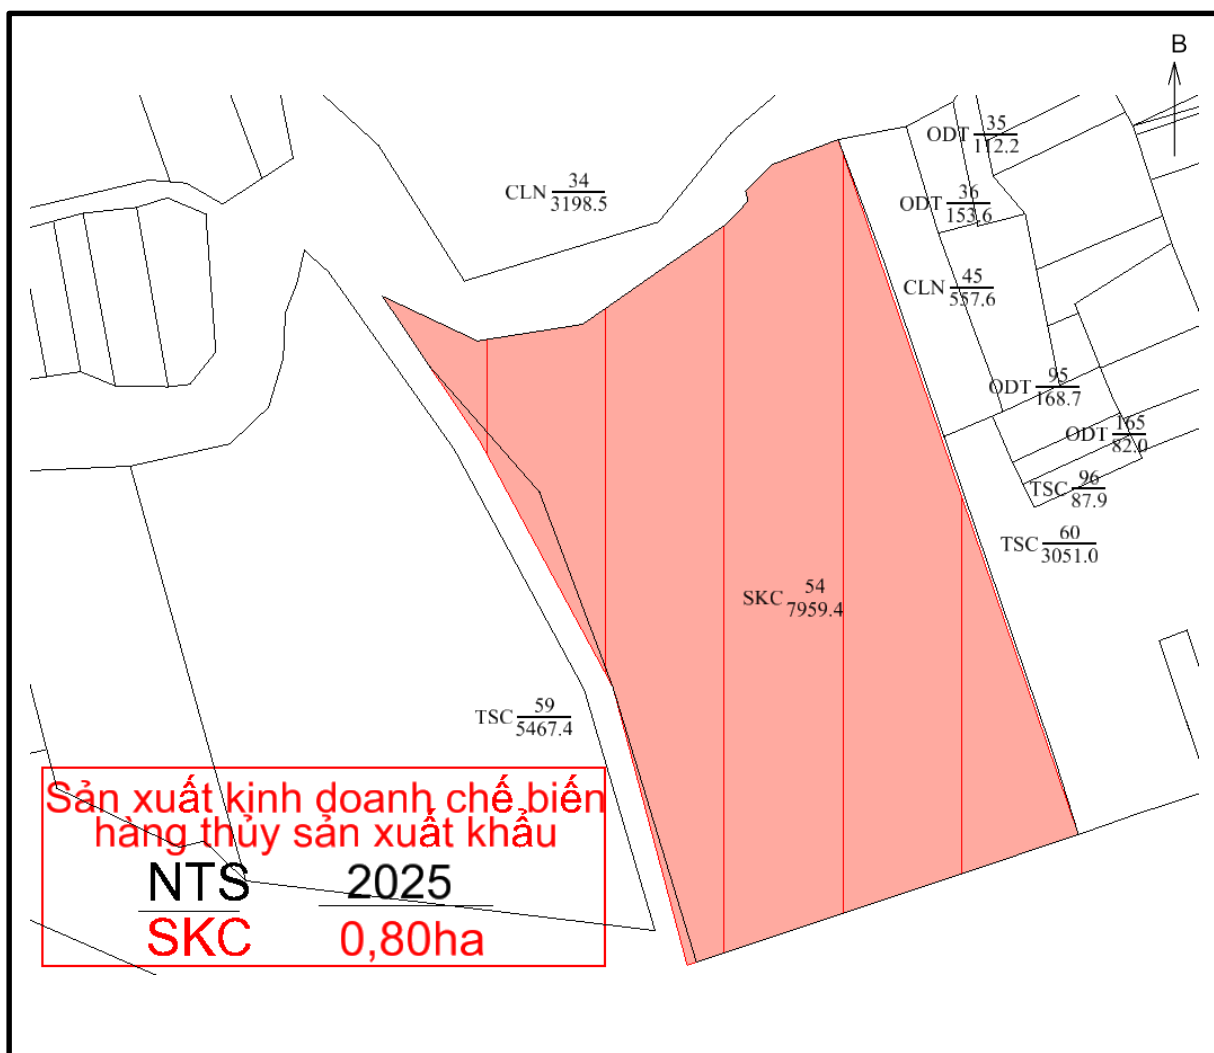 B
ODT 35
112.2
CLN 34
3198.5
ODT 36
153.6
CLN 45
557.6
ODT 95
168.7
ODT 165
82.0
TSC 96
87.9
TSC 60
3051.0
SKC 54
7959.4
TSC 59
5467.4
Sản xuất kinh doanh chế biến
hàng thủy sản xuất khẩu
NTS 2025
SKC 0,80ha